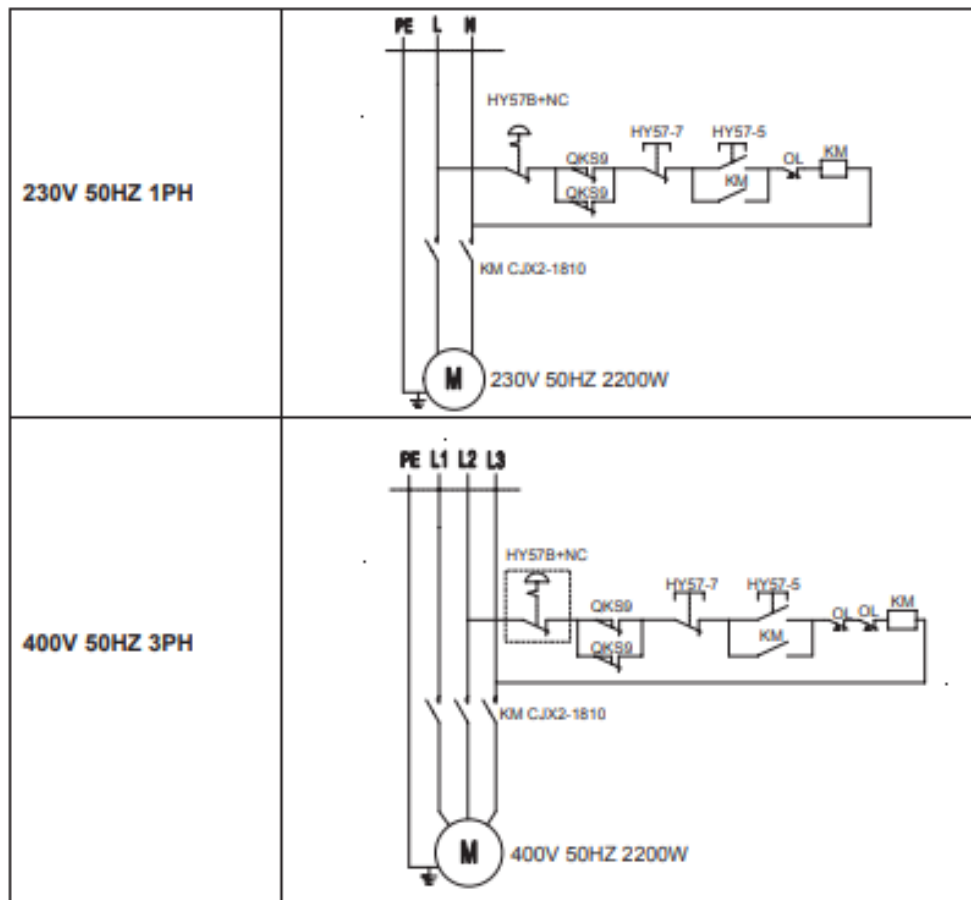 230V 50HZ 1PH
PE L N
HY57B+NC
HY57-7 HY57-5
QKS9 OL KM
QKS9 KM
KM CJX2-1810
M 230V 50HZ 2200W
400V 50HZ 3PH
PE L1 L2 L3
HY57B+NC
HY57-7 HY57-5
QKS9 OL OL KM
QKS9 KM
KM CJX2-1810
M 400V 50HZ 2200W